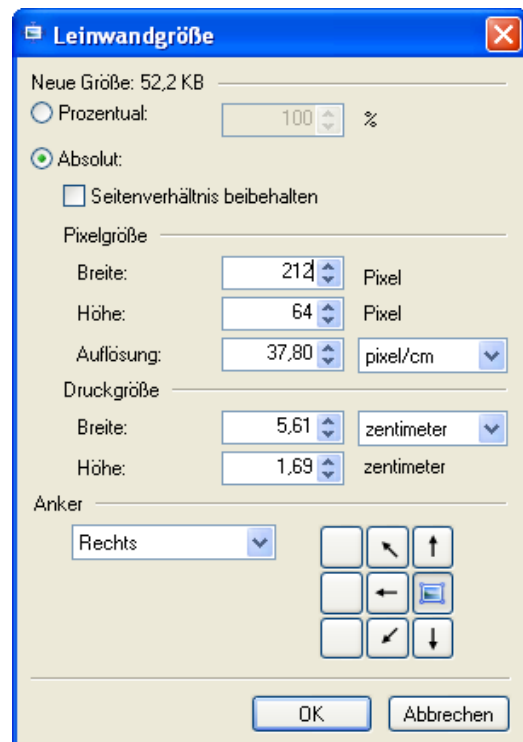 Leinwandgröße
Neue Größe: 52,2 KB
Prozentual: 100 %
Absolut:
Seitenverhältnis beibehalten
Pixelgröße
Breite: 212 Pixel
Höhe: 64 Pixel
Auflösung: 37,80 pixel/cm
Druckgröße
Breite: 5,61 zentimeter
Höhe: 1,69 zentimeter
Anker
Rechts
OK Abbrechen